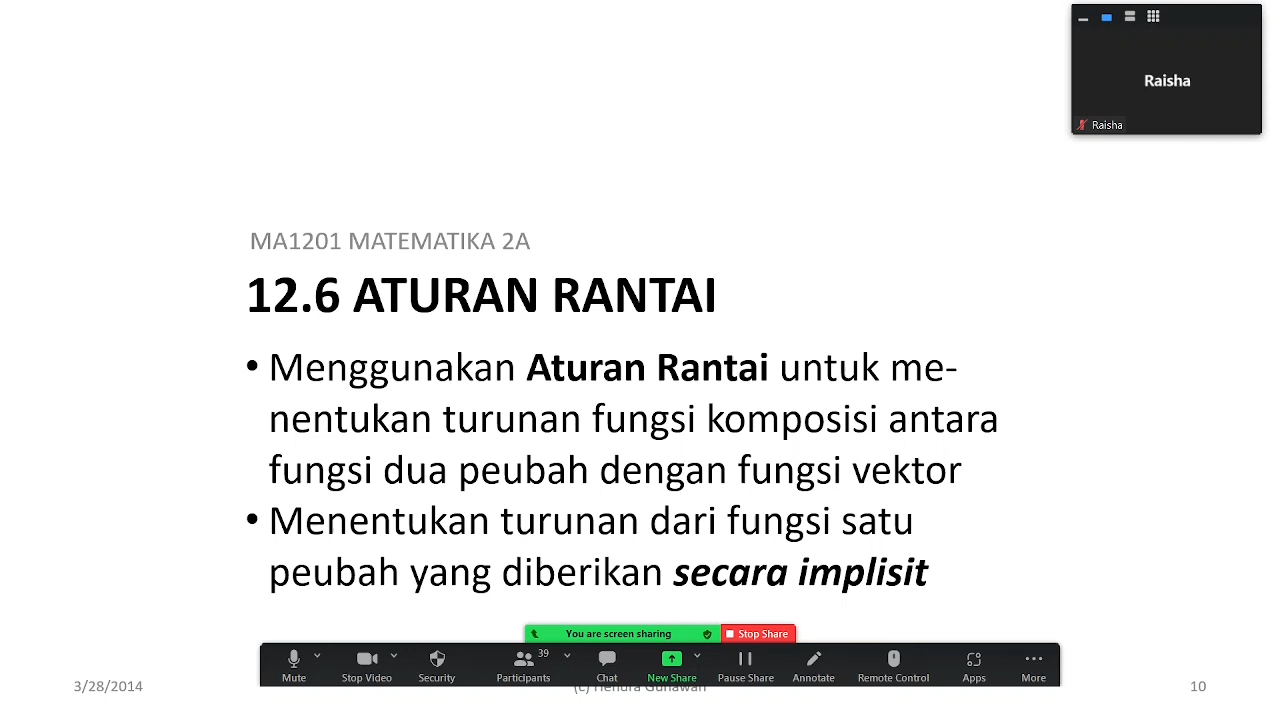 Raisha
Raisha
MA1201 MATEMATIKA 2A
12.6 ATURAN RANTAI
• Menggunakan Aturan Rantai untuk me-
nentukan turunan fungsi komposisi antara
fungsi dua peubah dengan fungsi vektor
• Menentukan turunan dari fungsi satu
peubah yang diberikan secara implisit
You are screen sharing Stop Share
39
Mute Stop Video Security Participants Chat New Share Pause Share Annotate Remote Control Apps More
3/28/2014 (c) Hendra Gunawan 10